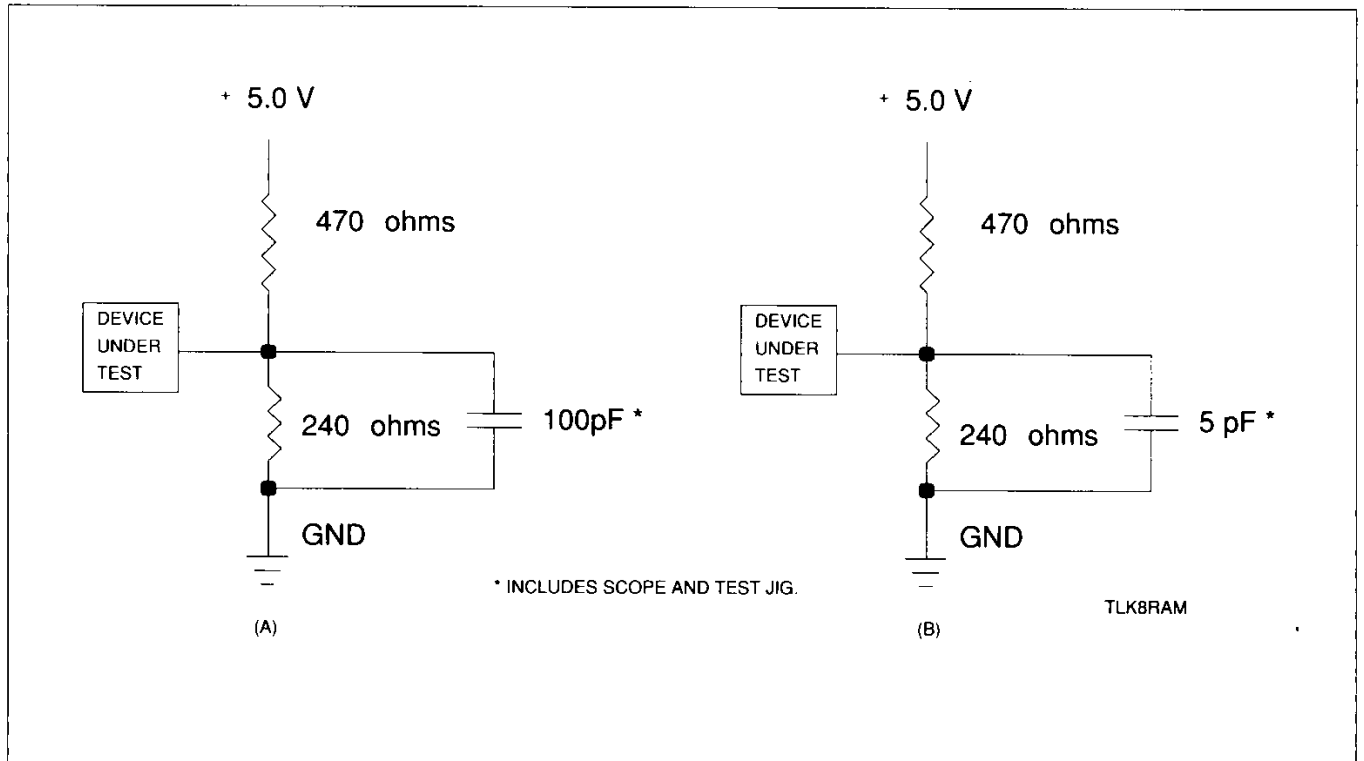 + 5.0 V
470 ohms
DEVICE
UNDER
TEST
240 ohms
100pF *
GND
(A)
+ 5.0 V
470 ohms
DEVICE
UNDER
TEST
240 ohms
5 pF *
GND
(B)
* INCLUDES SCOPE AND TEST JIG.
TLK8RAM